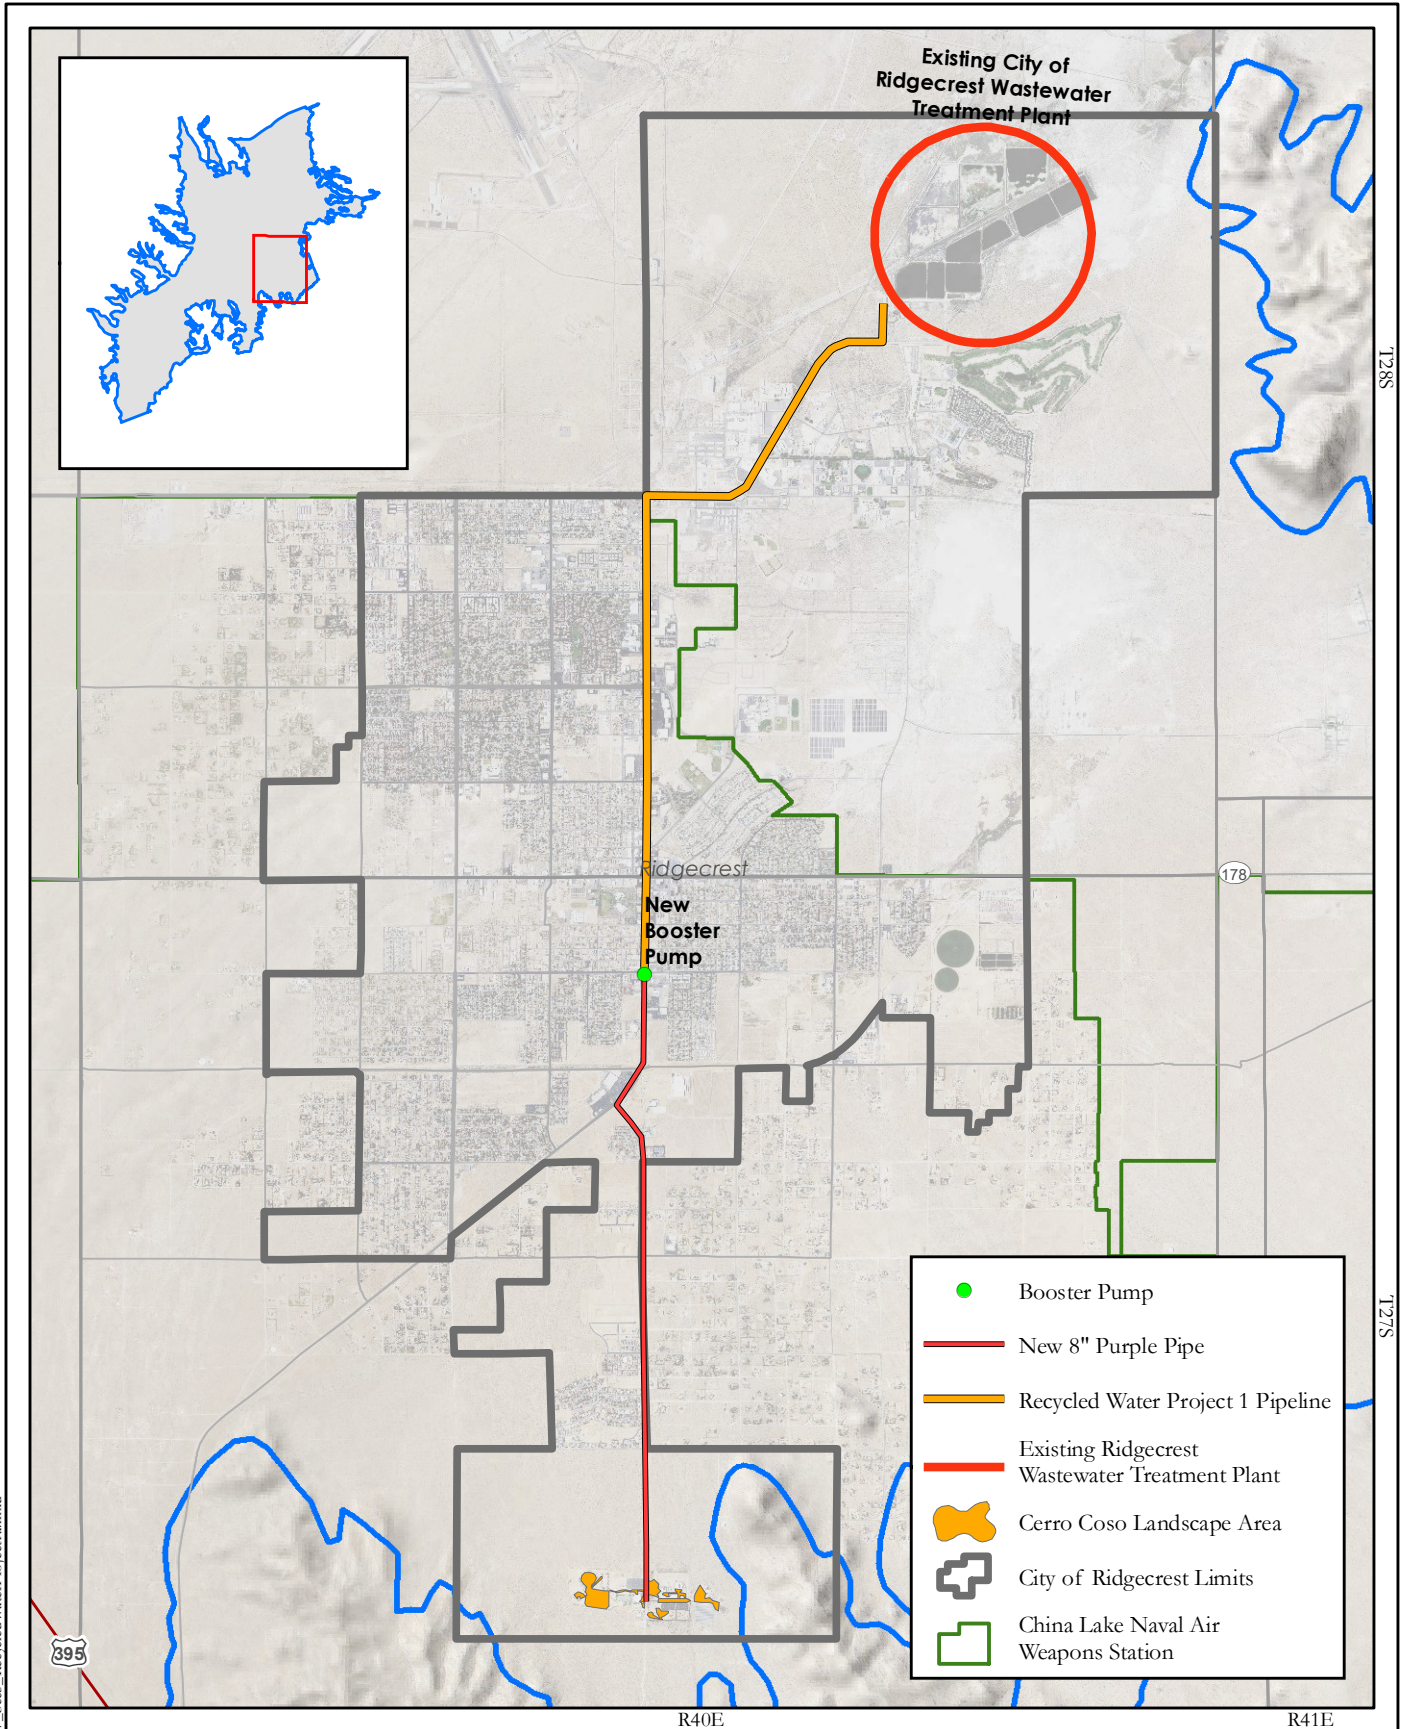 Existing City of
Ridgecrest Wastewater
Treatment Plant
T28S
Ridgecrest
178
New
Booster
Pump
Booster Pump
New 8" Purple Pipe
Recycled Water Project 1 Pipeline
Existing Ridgecrest
Wastewater Treatment Plant
Cerro Coso Landscape Area
City of Ridgecrest Limits
China Lake Naval Air
Weapons Station
T27S
395
R40E
R41E